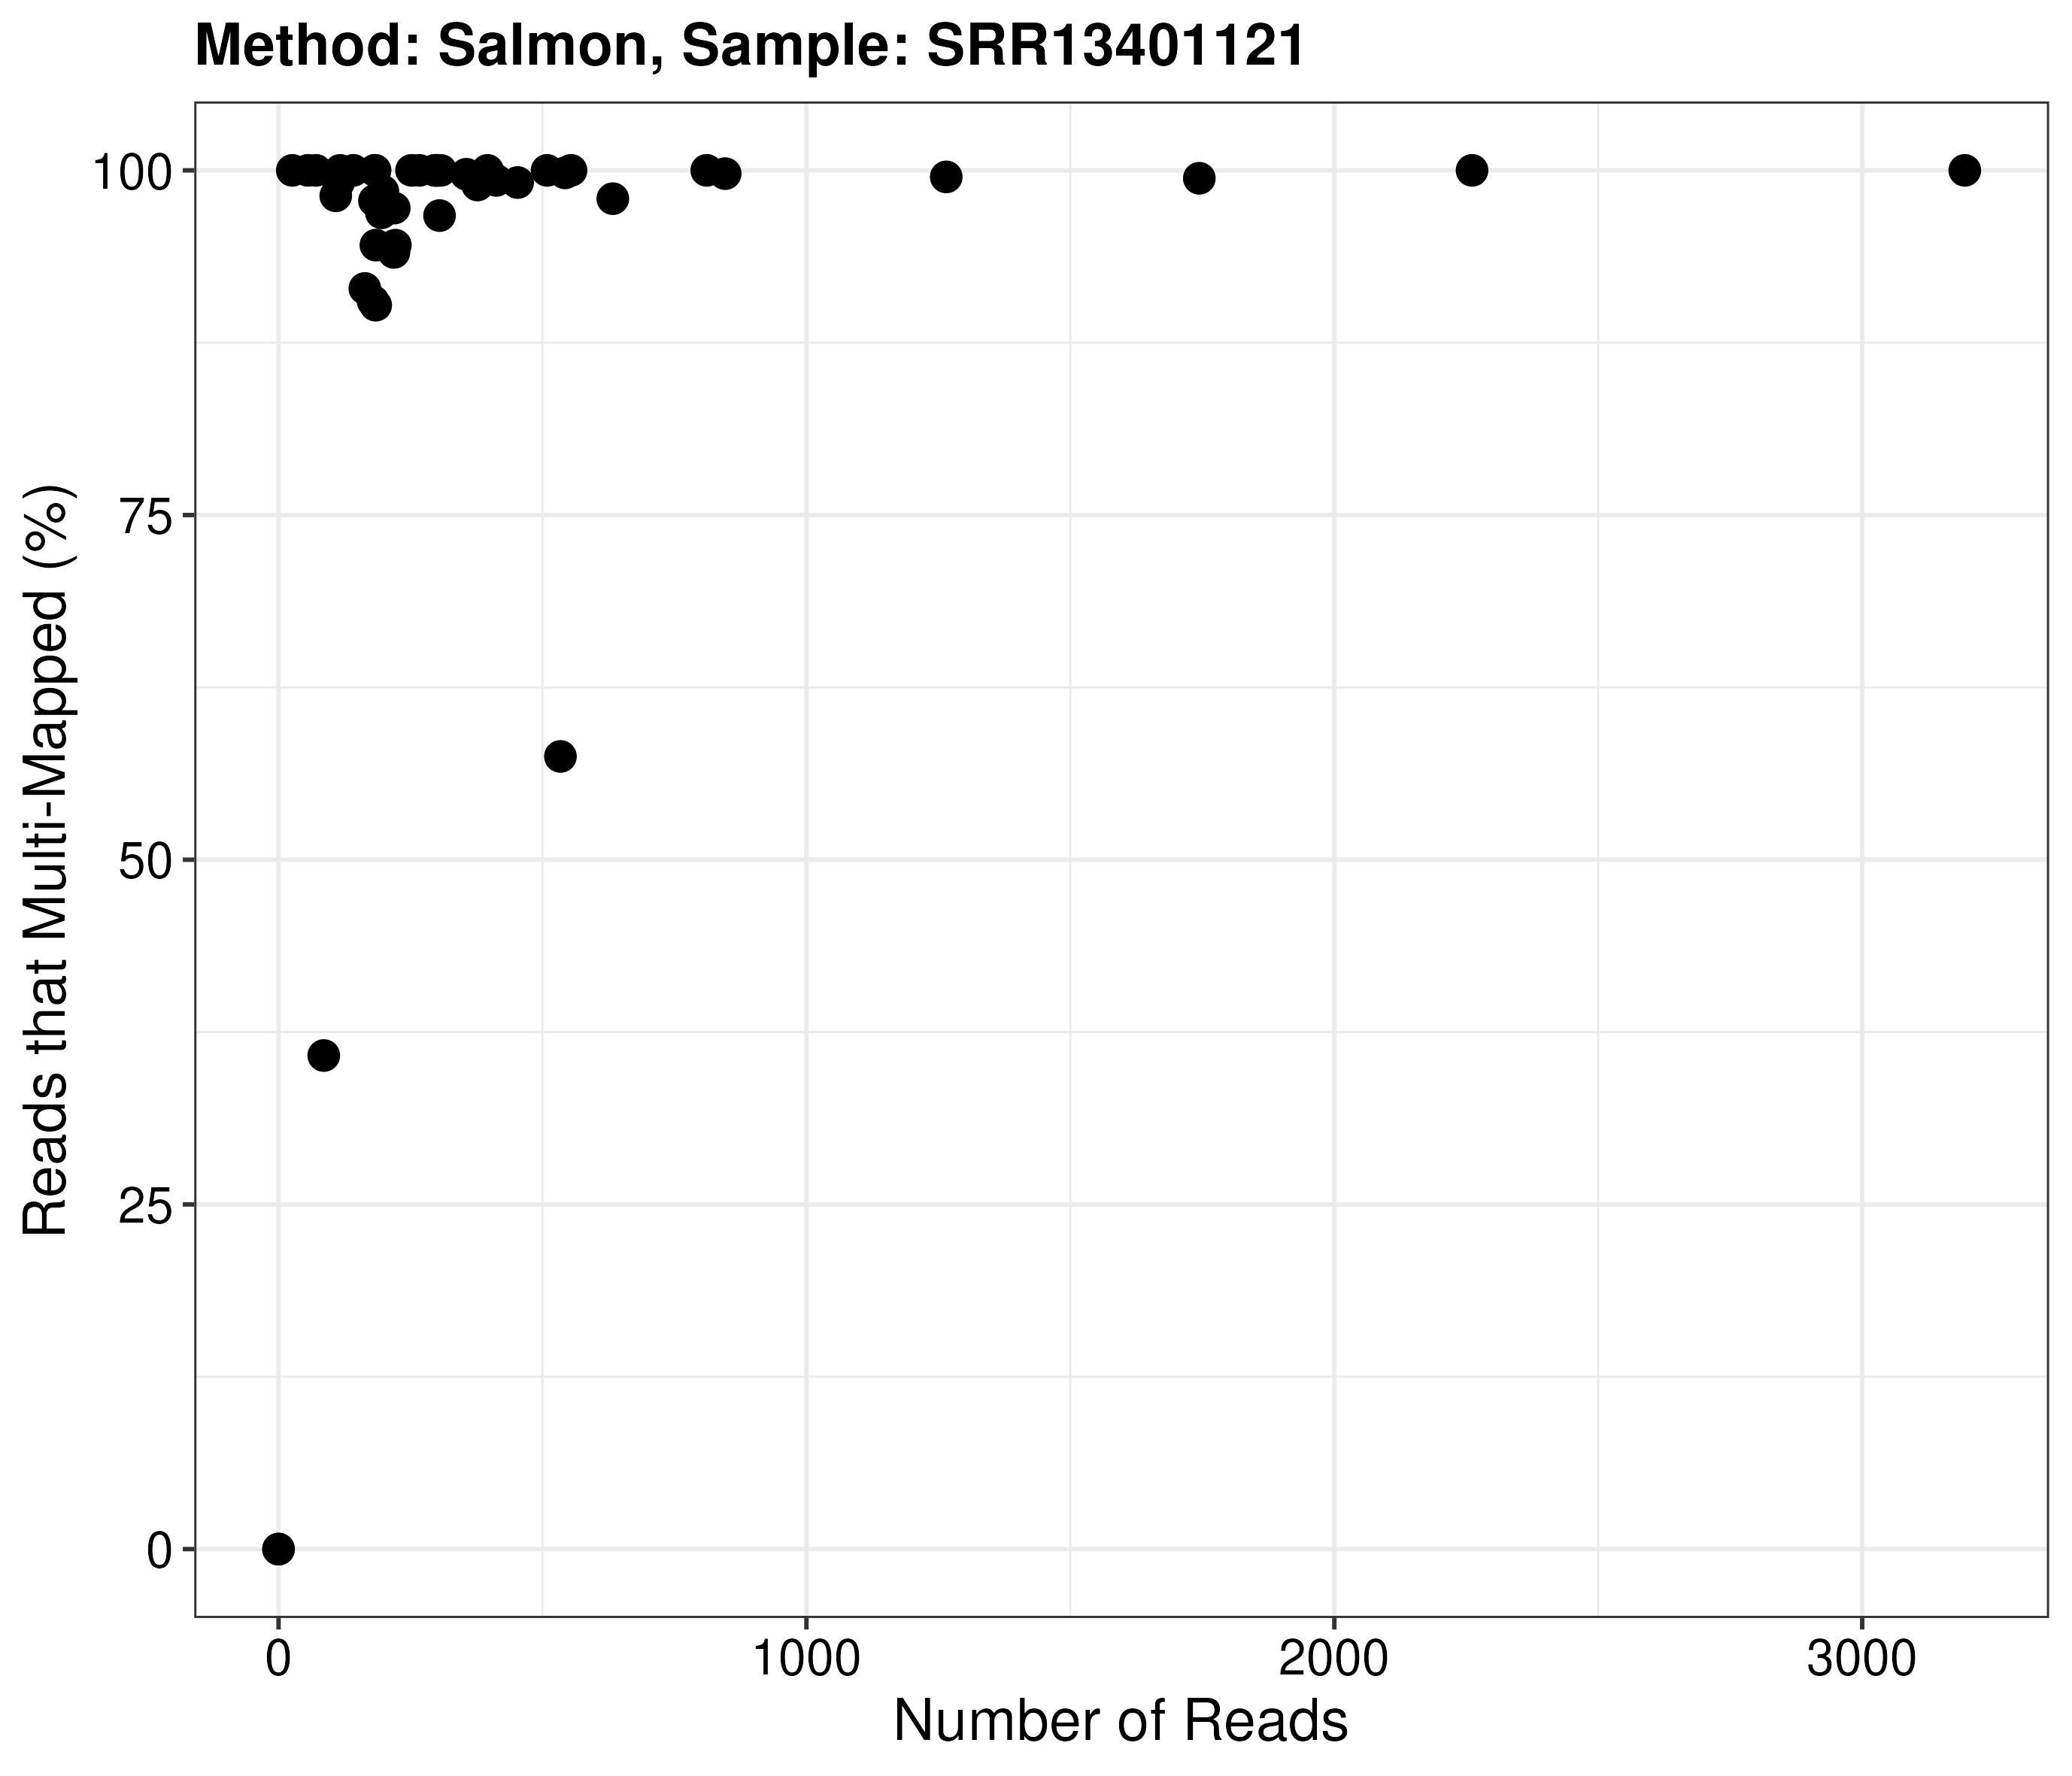 Method: Salmon, Sample: SRR13401121
Reads that Multi-Mapped (%)
100
75
50
25
0
0 1000 2000 3000
Number of Reads